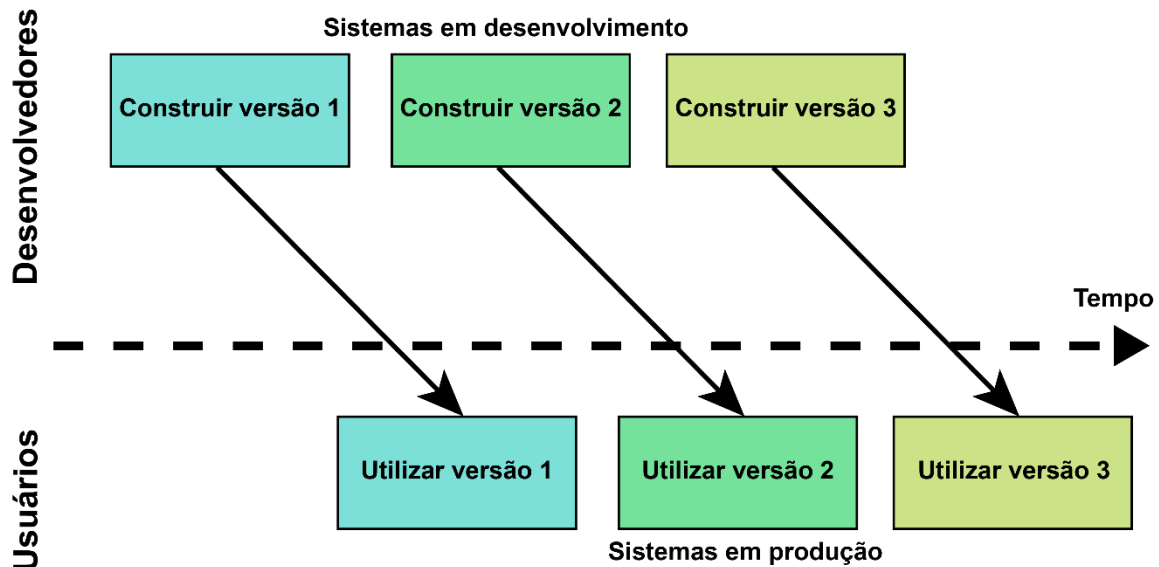 Desenvolvedores
Sistemas em desenvolvimento
Construir versão 1
Construir versão 2
Construir versão 3
Tempo
Usuários
Utilizar versão 1
Utilizar versão 2
Utilizar versão 3
Sistemas em produção